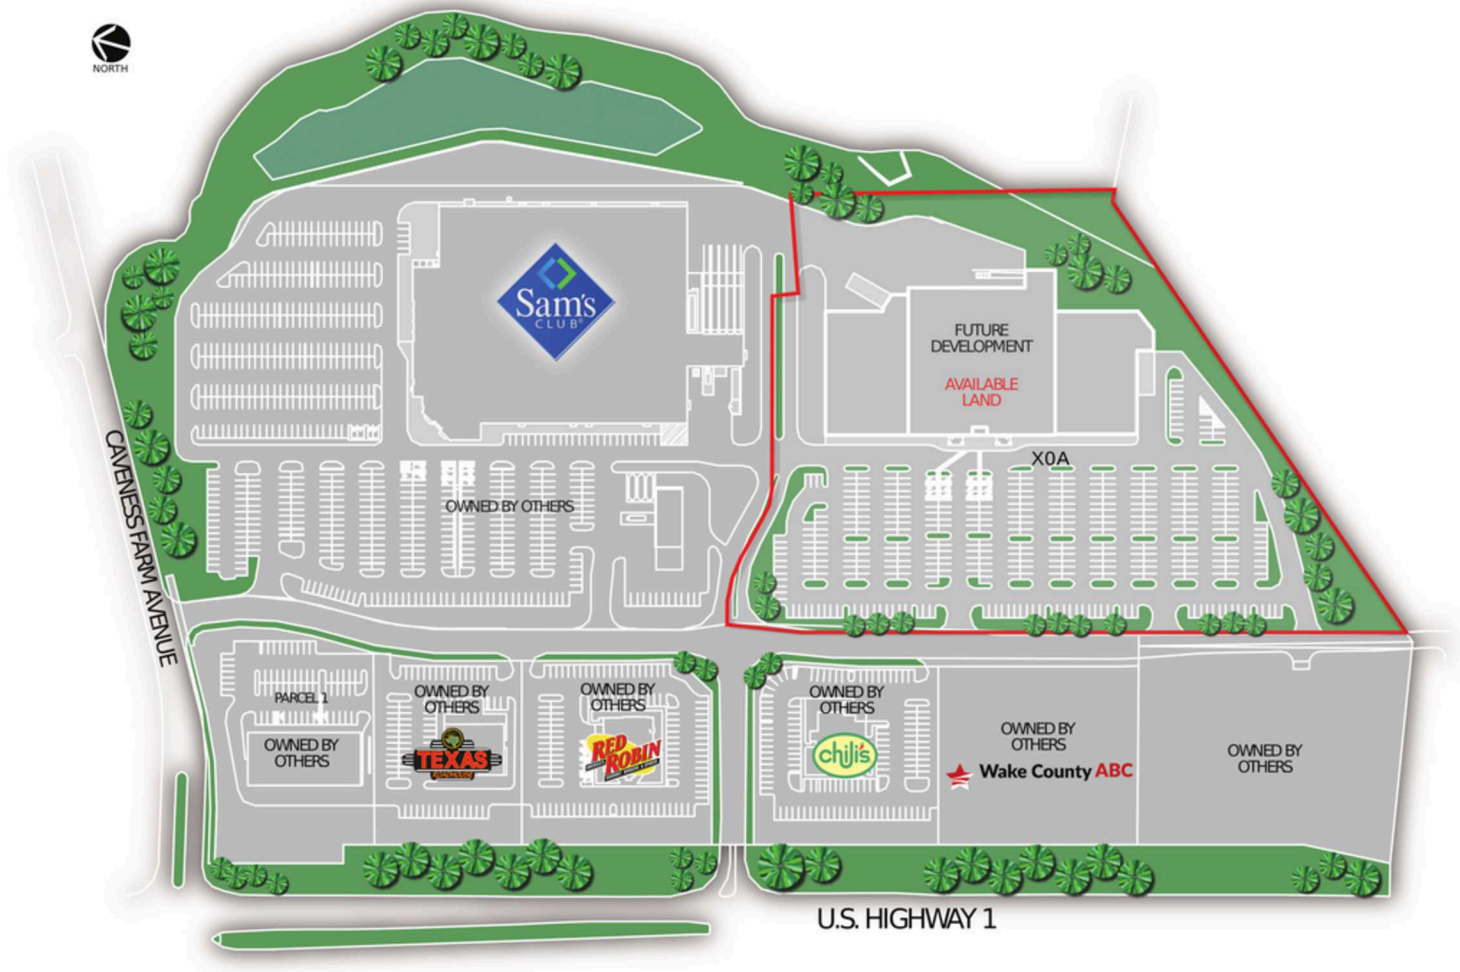 NORTH
Sam's
CLUB®
FUTURE
DEVELOPMENT
AVAILABLE
LAND
X0A
OWNED BY OTHERS
CAVENESS FARM AVENUE
PARCEL 1
OWNED BY
OTHERS
OWNED BY
OTHERS
TEXAS
ROADHOUSE
OWNED BY
OTHERS
RED
ROBIN
OWNED BY
OTHERS
chili's
OWNED BY
OTHERS
Wake County ABC
OWNED BY
OTHERS
U.S. HIGHWAY 1